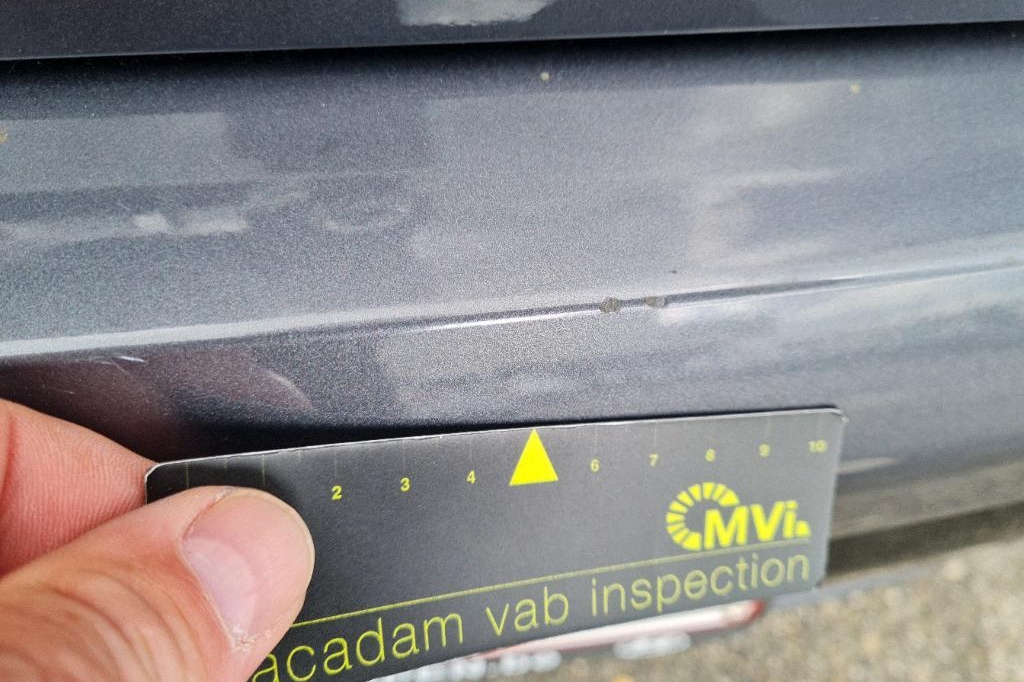 2 3 4 6 7 8 9 10
MVi.
acadam vab inspection